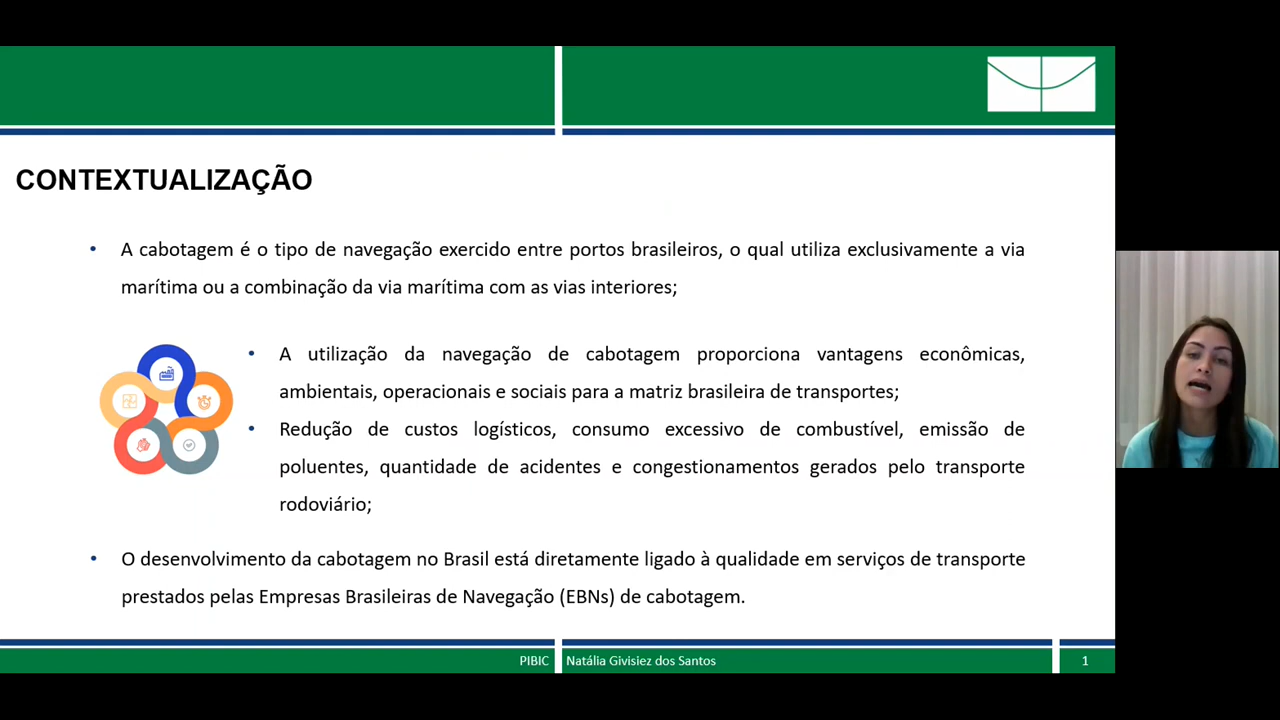 CONTEXTUALIZAÇÃO
• A cabotagem é o tipo de navegação exercido entre portos brasileiros, o qual utiliza exclusivamente a via
marítima ou a combinação da via marítima com as vias interiores;
• A utilização da navegação de cabotagem proporciona vantagens econômicas,
ambientais, operacionais e sociais para a matriz brasileira de transportes;
• Redução de custos logísticos, consumo excessivo de combustível, emissão de
poluentes, quantidade de acidentes e congestionamentos gerados pelo transporte
rodoviário;
• O desenvolvimento da cabotagem no Brasil está diretamente ligado à qualidade em serviços de transporte
prestados pelas Empresas Brasileiras de Navegação (EBNs) de cabotagem.
PIBIC Natália Givisiez dos Santos 1